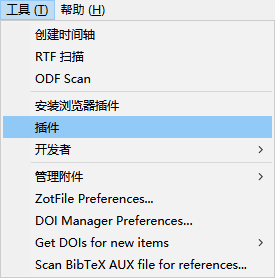 工具 (T) 帮助 (H)
创建时间轴
RTF 扫描
ODF Scan
安装浏览器插件
插件
开发者
管理附件
ZotFile Preferences...
DOI Manager Preferences...
Get DOIs for new items
Scan BibTeX AUX file for references...